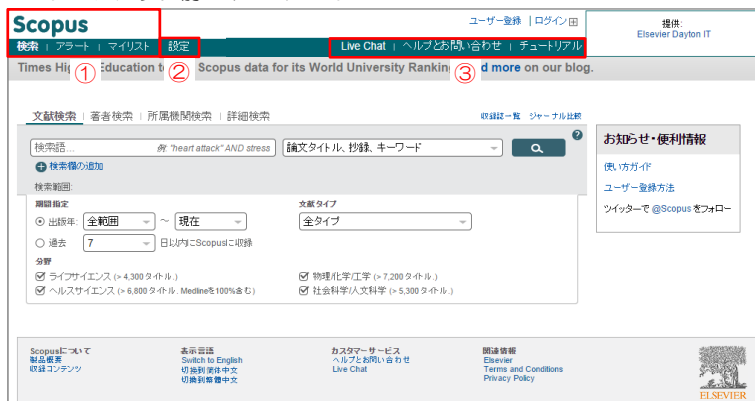 Scopus
ユーザー登録 | ログイン
提供:
Elsevier Dayton IT
検索 | アラート | マイリスト | 設定
Live Chat | ヘルプとお問い合わせ | チュートリアル
① ② ③
Times Hi Education t Scopus data for its World University Ranking d more on our blog.
文献検索 | 著者検索 | 所属機関検索 | 詳細検索
収録誌一覧 ジャーナル比較
検索語...
例: "heart attack" AND stress
論文タイトル、抄録、キーワード
?
お知らせ・便利情報
検索欄の追加
使い方ガイド
検索範囲:
ユーザー登録方法
期間指定
文献タイプ
ツイッターで @Scopus をフォロー
出版年: 全範囲 ~ 現在
全タイプ
過去 7 日以内にScopusに収録
分野
ライフサイエンス (> 4,300 タイトル.)
物理/化学/工学 (> 7,200 タイトル.)
ヘルスサイエンス (> 6,800 タイトル. Medlineを100%含む)
社会科学/人文科学 (> 5,300 タイトル.)
Scopusについて
製品概要
収録コンテンツ
表示言語
Switch to English
切换到简体中文
切換到繁體中文
カスタマーサービス
ヘルプとお問い合わせ
Live Chat
関連情報
Elsevier
Terms and Conditions
Privacy Policy
ELSEVIER